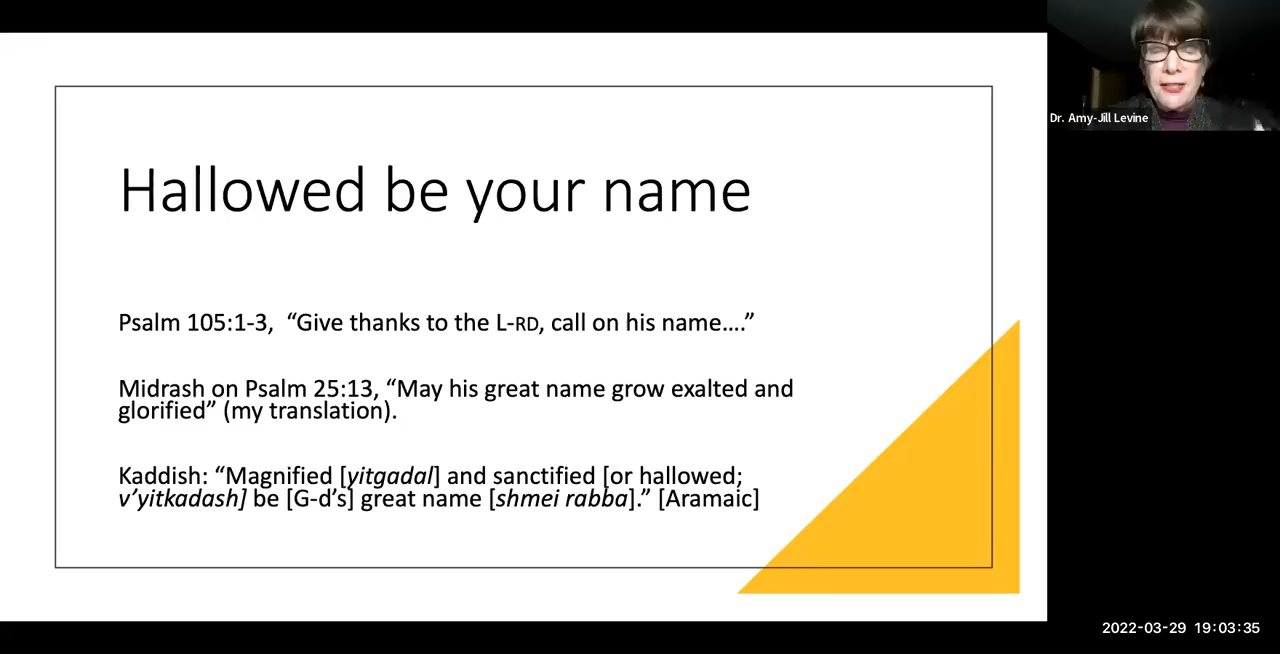 Hallowed be your name
Psalm 105:1-3,  “Give thanks to the L-RD, call on his name….”
Midrash on Psalm 25:13, “May his great name grow exalted and
glorified” (my translation).
Kaddish: “Magnified [yitgadal] and sanctified [or hallowed;
v’yitkadash] be [G-d’s] great name [shmei rabba].” [Aramaic]
Dr. Amy-Jill Levine
2022-03-29 19:03:35